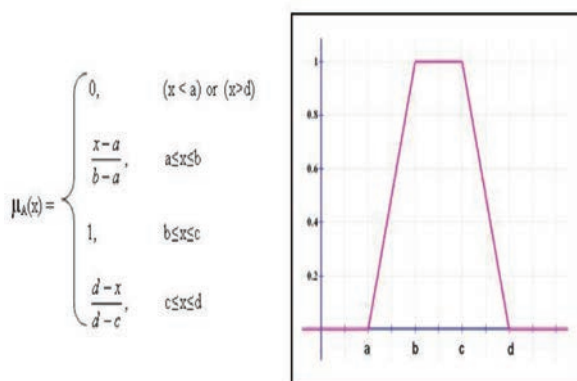 0, (x < a) or (x>d)
x − a
b − a , a≤x≤b
μA(x) =
1, b≤x≤c
d − x
d − c , c≤x≤d
1
0.8
0.6
0.4
0.2
a b c d